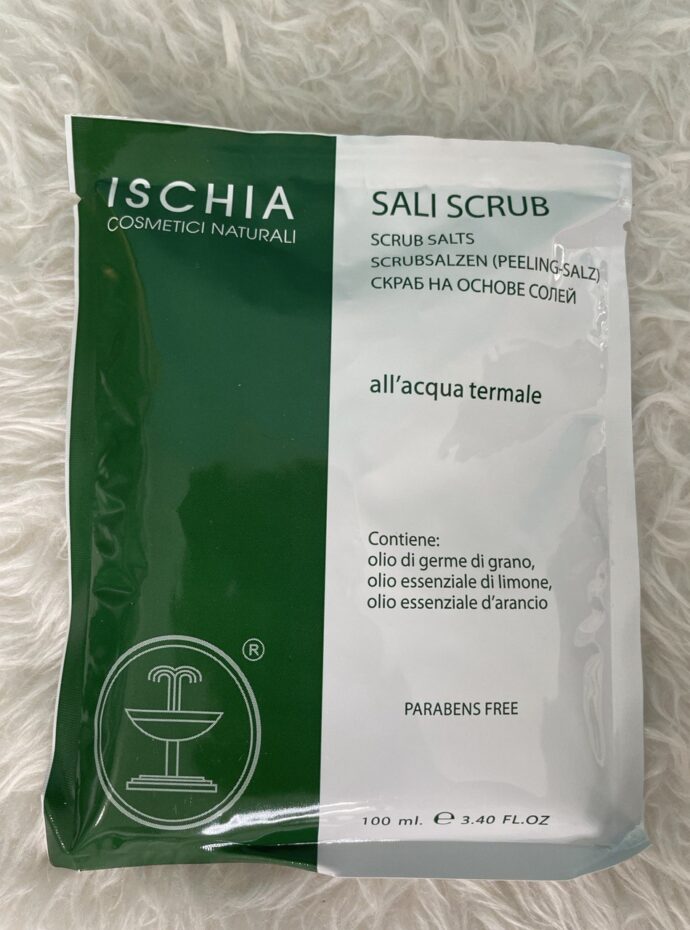 ISCHIA
COSMETICI NATURALI
SALI SCRUB
SCRUB SALTS
SCRUBSALZEN (PEELING-SALZ)
СКРАБ НА ОСНОВЕ СОЛЕЙ
all'acqua termale
Contiene:
olio di germe di grano,
olio essenziale di limone,
olio essenziale d'arancio
®
PARABENS FREE
100 ml. ℮ 3.40 FL.OZ